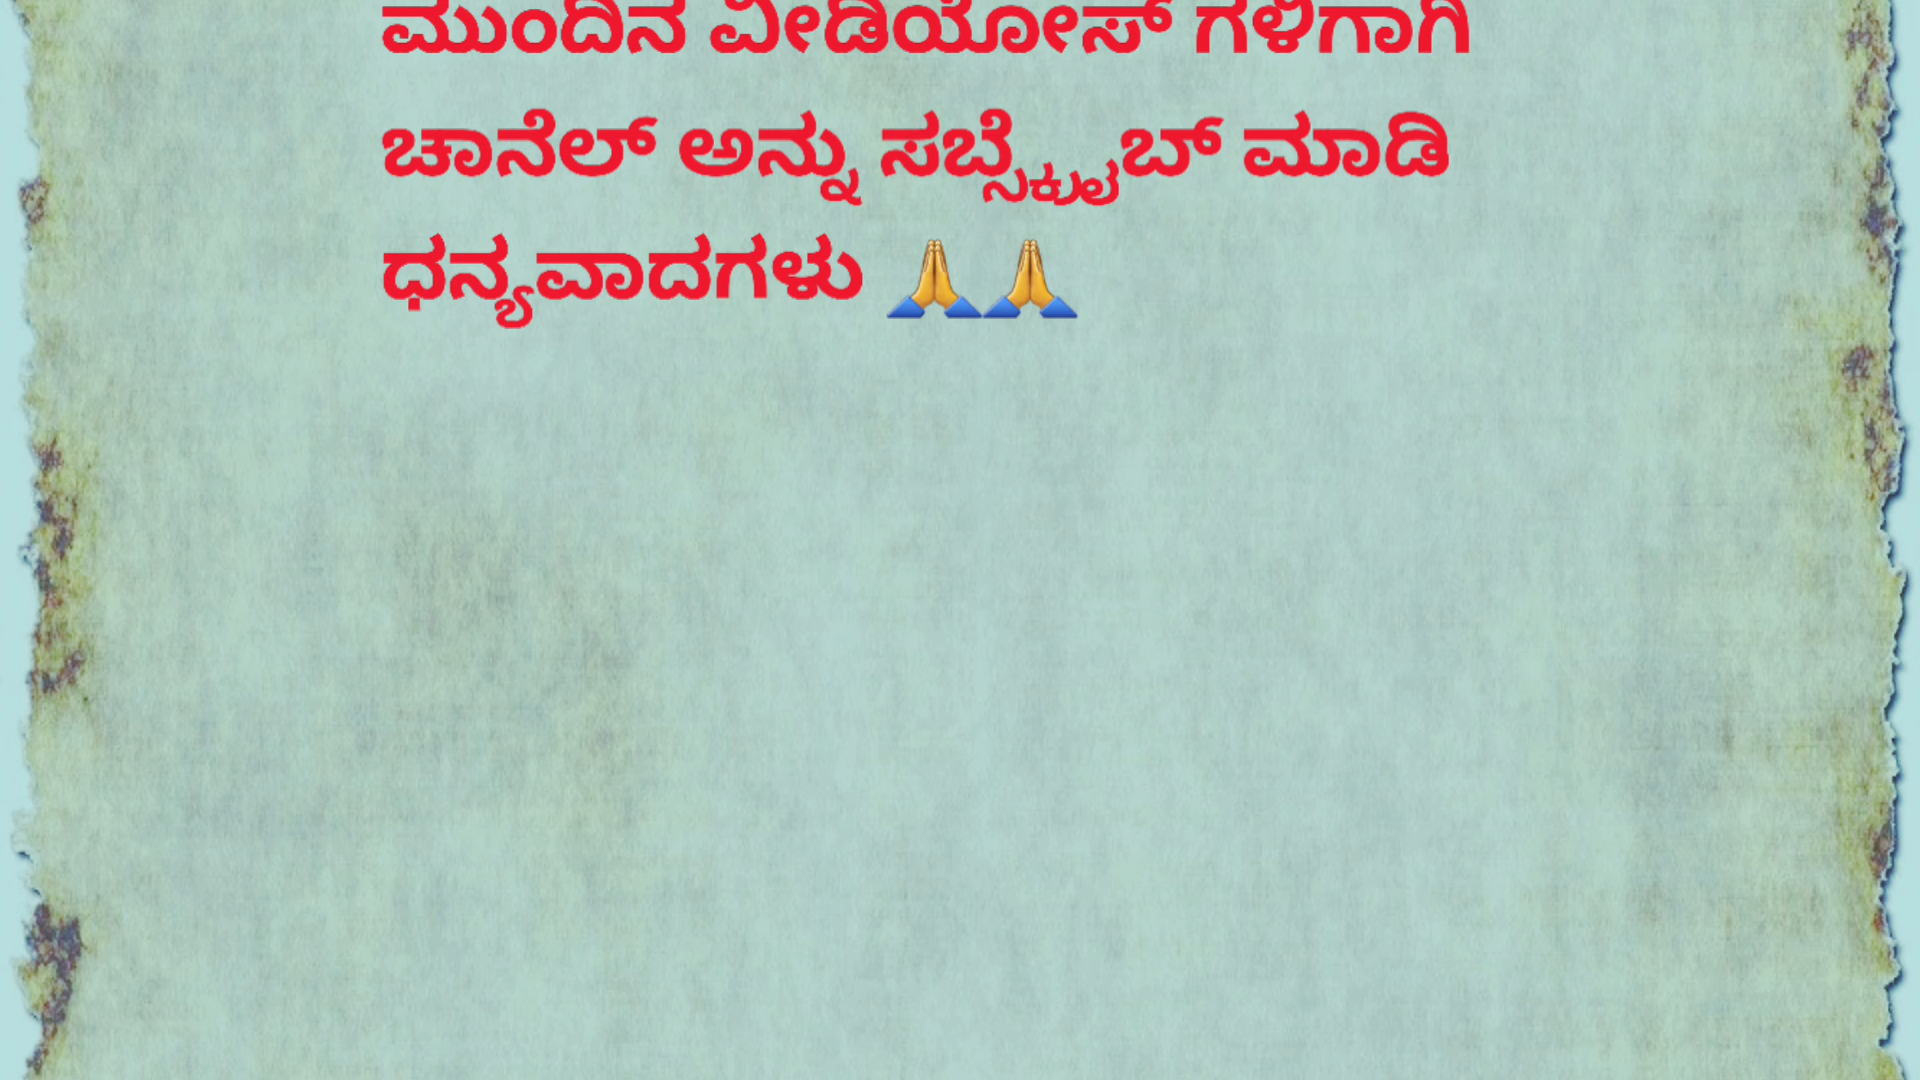 ಮುಂದಿನ ವೀಡಿಯೋಸ್ ಗಳಿಗಾಗಿ
ಚಾನೆಲ್ ಅನ್ನು ಸಬ್ಸ್ಕ್ರೈಬ್ ಮಾಡಿ
ಧನ್ಯವಾದಗಳು 🙏🙏